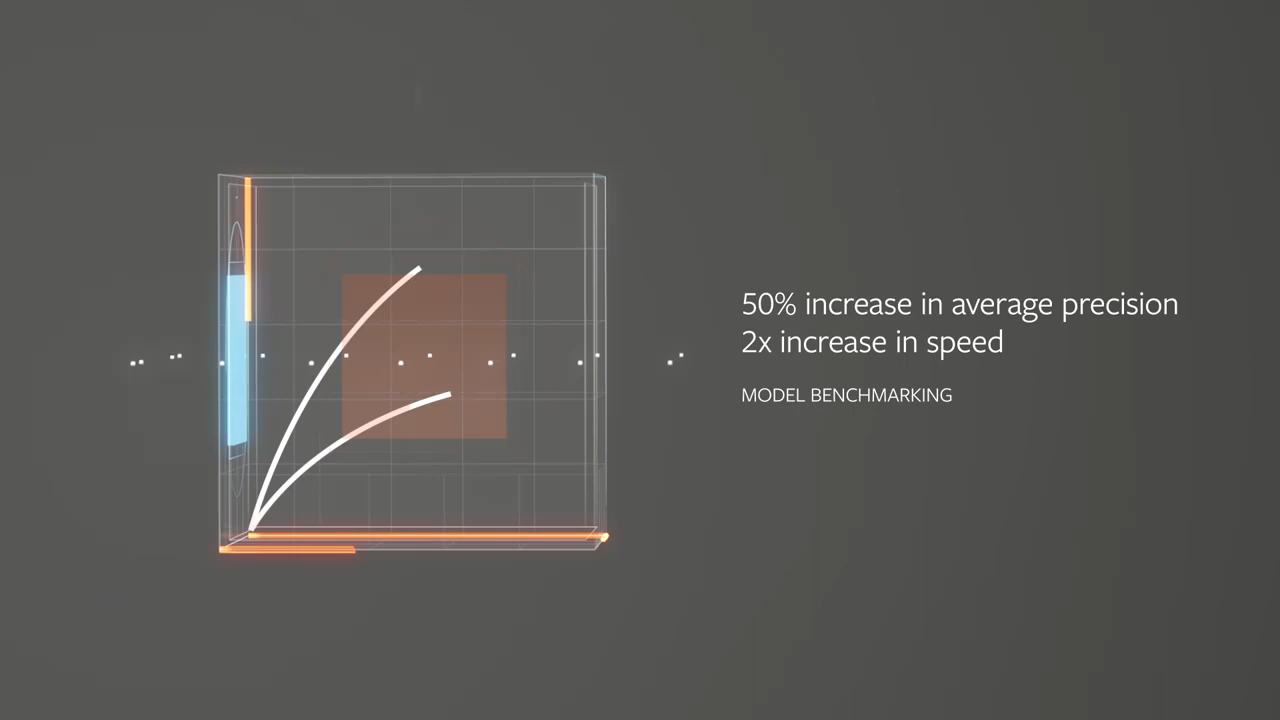 50% increase in average precision
2x increase in speed
MODEL BENCHMARKING